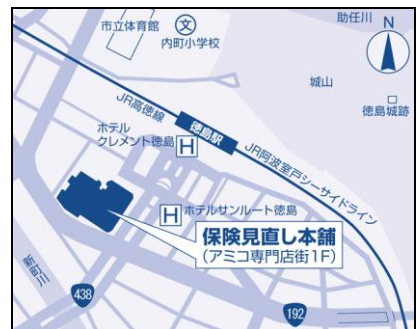 市立体育館
文
内町小学校
助任川
N
城山
徳島城跡
JR高徳線
徳島駅
JR阿波室戸シーサイドライン
ホテル
クレメント徳島
H
H
ホテルサンルート徳島
保険見直し本舗
(アミコ専門店街1F)
新町川
438
192